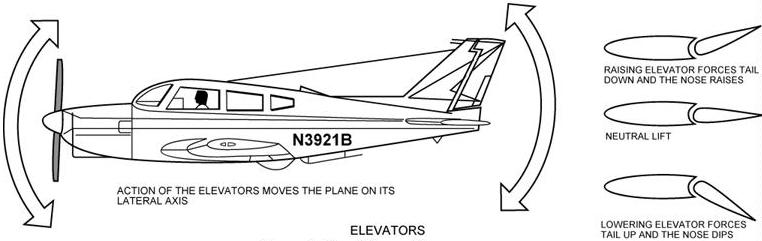 RAISING ELEVATOR FORCES TAIL
DOWN AND THE NOSE RAISES
NEUTRAL LIFT
N3921B
ACTION OF THE ELEVATORS MOVES THE PLANE ON ITS
LATERAL AXIS
LOWERING ELEVATOR FORCES
TAIL UP AND THE NOSE DIPS
ELEVATORS